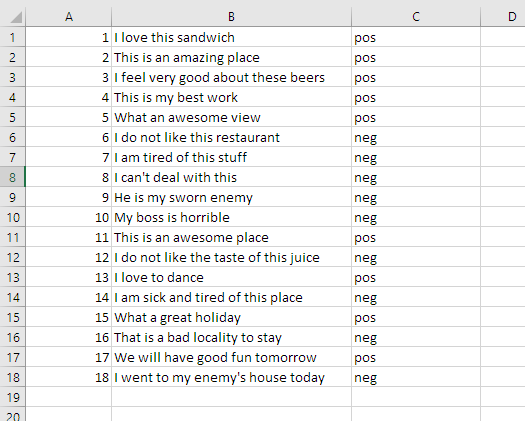 A B C D
1 1 I love this sandwich pos
2 2 This is an amazing place pos
3 3 I feel very good about these beers pos
4 4 This is my best work pos
5 5 What an awesome view pos
6 6 I do not like this restaurant neg
7 7 I am tired of this stuff neg
8 8 I can't deal with this neg
9 9 He is my sworn enemy neg
10 10 My boss is horrible neg
11 11 This is an awesome place pos
12 12 I do not like the taste of this juice neg
13 13 I love to dance pos
14 14 I am sick and tired of this place neg
15 15 What a great holiday pos
16 16 That is a bad locality to stay neg
17 17 We will have good fun tomorrow pos
18 18 I went to my enemy's house today neg
19
20